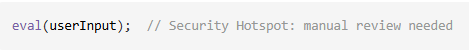 eval(userInput);  // Security Hotspot: manual review needed